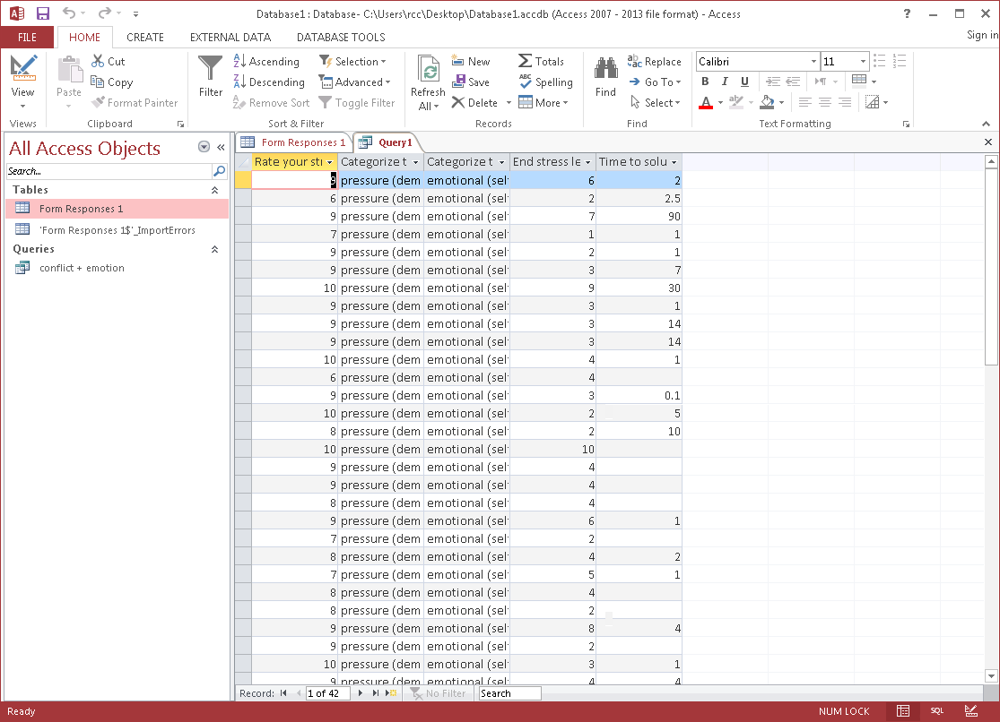 Database1 : Database- C:\Users\rcc\Desktop\Database1.accdb (Access 2007 - 2013 file format) - Access
FILE HOME CREATE EXTERNAL DATA DATABASE TOOLS Sign in
View
Views
Paste
Cut
Copy
Format Painter
Clipboard
Filter
Ascending
Descending
Remove Sort
Selection
Advanced
Toggle Filter
Sort & Filter
Refresh
All
New
Save
Delete
Totals
Spelling
More
Records
Find
Replace
Go To
Select
Find
Calibri 11
B I U
Text Formatting
All Access Objects
Search...
Tables
Form Responses 1
'Form Responses 1$'_ImportErrors
Queries
conflict + emotion
Form Responses 1 Query1
Rate your str Categorize t Categorize t End stress le Time to solu
9 pressure (dem emotional (sel 6 2
6 pressure (dem emotional (sel 2 2.5
9 pressure (dem emotional (sel 7 90
7 pressure (dem emotional (sel 1 1
9 pressure (dem emotional (sel 2 1
9 pressure (dem emotional (sel 3 7
10 pressure (dem emotional (sel 9 30
9 pressure (dem emotional (sel 3 1
9 pressure (dem emotional (sel 3 14
9 pressure (dem emotional (sel 3 14
10 pressure (dem emotional (sel 4 1
6 pressure (dem emotional (sel 4
9 pressure (dem emotional (sel 3 0.1
10 pressure (dem emotional (sel 2 5
8 pressure (dem emotional (sel 2 10
10 pressure (dem emotional (sel 10
9 pressure (dem emotional (sel 4
9 pressure (dem emotional (sel 4
8 pressure (dem emotional (sel 4
9 pressure (dem emotional (sel 6 1
7 pressure (dem emotional (sel 2
8 pressure (dem emotional (sel 4 2
7 pressure (dem emotional (sel 5 1
8 pressure (dem emotional (sel 4
8 pressure (dem emotional (sel 2
9 pressure (dem emotional (sel 8 4
9 pressure (dem emotional (sel 2
10 pressure (dem emotional (sel 3 1
9 pressure (dem emotional (sel 4 4
Record: 1 of 42 No Filter Search
Ready NUM LOCK SQL